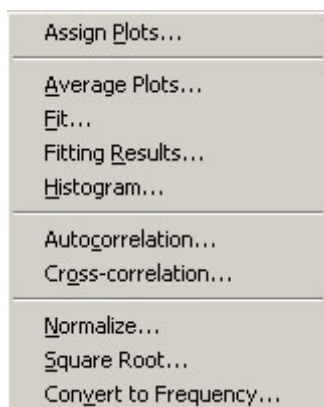 Assign Plots...
Average Plots...
Fit...
Fitting Results...
Histogram...
Autocorrelation...
Cross-correlation...
Normalize...
Square Root...
Convert to Frequency...